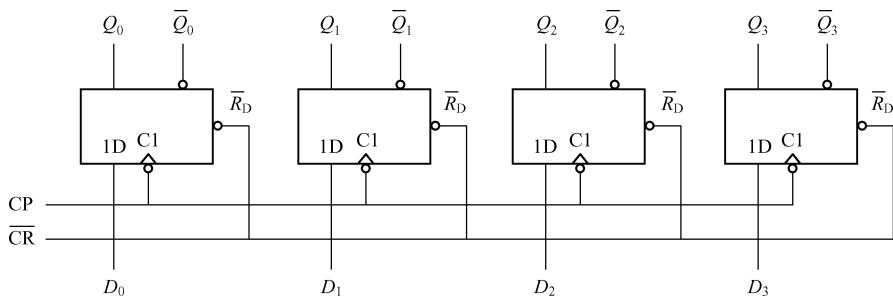 Q₀ Q̅₀ Q₁ Q̅₁ Q₂ Q̅₂ Q₃ Q̅₃
R̅D R̅D R̅D R̅D
1D C1 1D C1 1D C1 1D C1
CP
C̅R̅
D₀ D₁ D₂ D₃